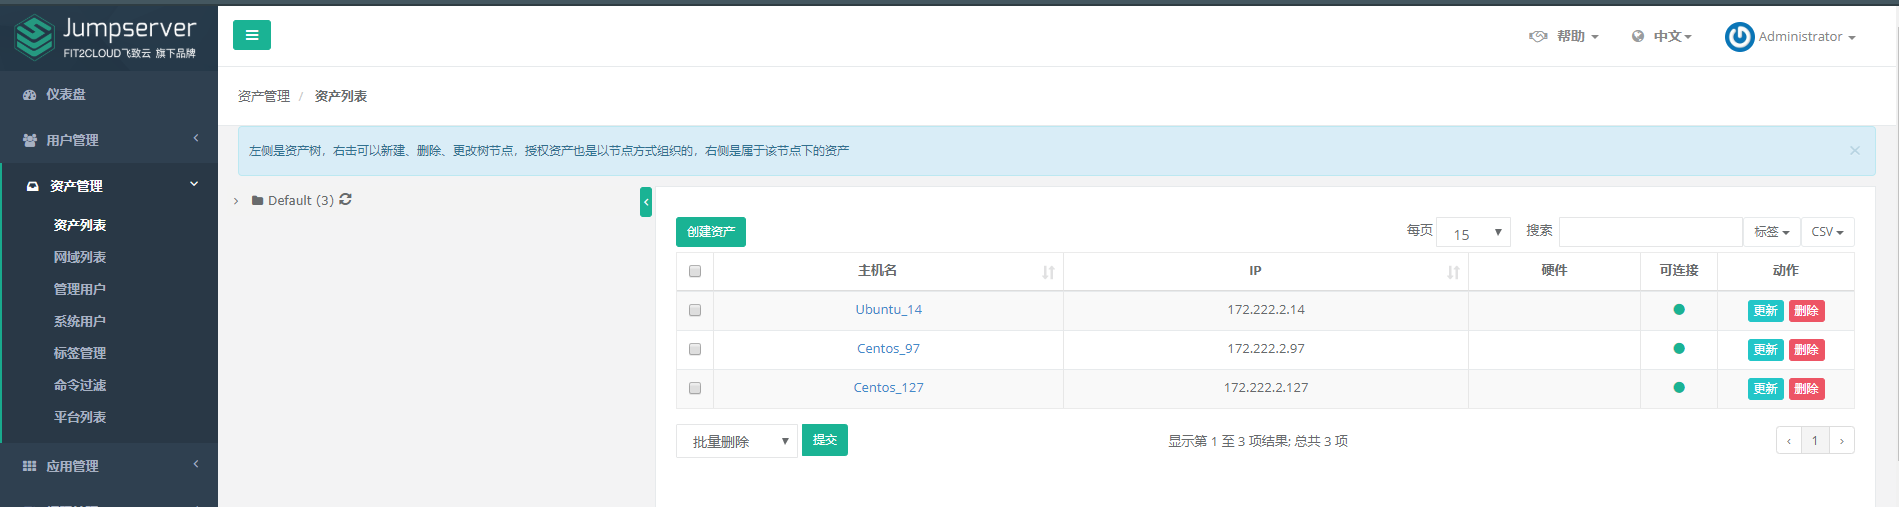 Jumpserver
FIT2CLOUD飞致云 旗下品牌
帮助
中文
Administrator
仪表盘
用户管理
资产管理
资产列表
网域列表
管理用户
系统用户
标签管理
命令过滤
平台列表
应用管理
资产管理 / 资产列表
左侧是资产树，右击可以新建、删除、更改树节点，授权资产也是以节点方式组织的，右侧是属于该节点下的资产 ×
Default (3)
创建资产 每页 15 搜索 标签 CSV
主机名 IP 硬件 可连接 动作
Ubuntu_14 172.222.2.14 更新 删除
Centos_97 172.222.2.97 更新 删除
Centos_127 172.222.2.127 更新 删除
批量删除 提交 显示第 1 至 3 项结果; 总共 3 项 ‹ 1 ›